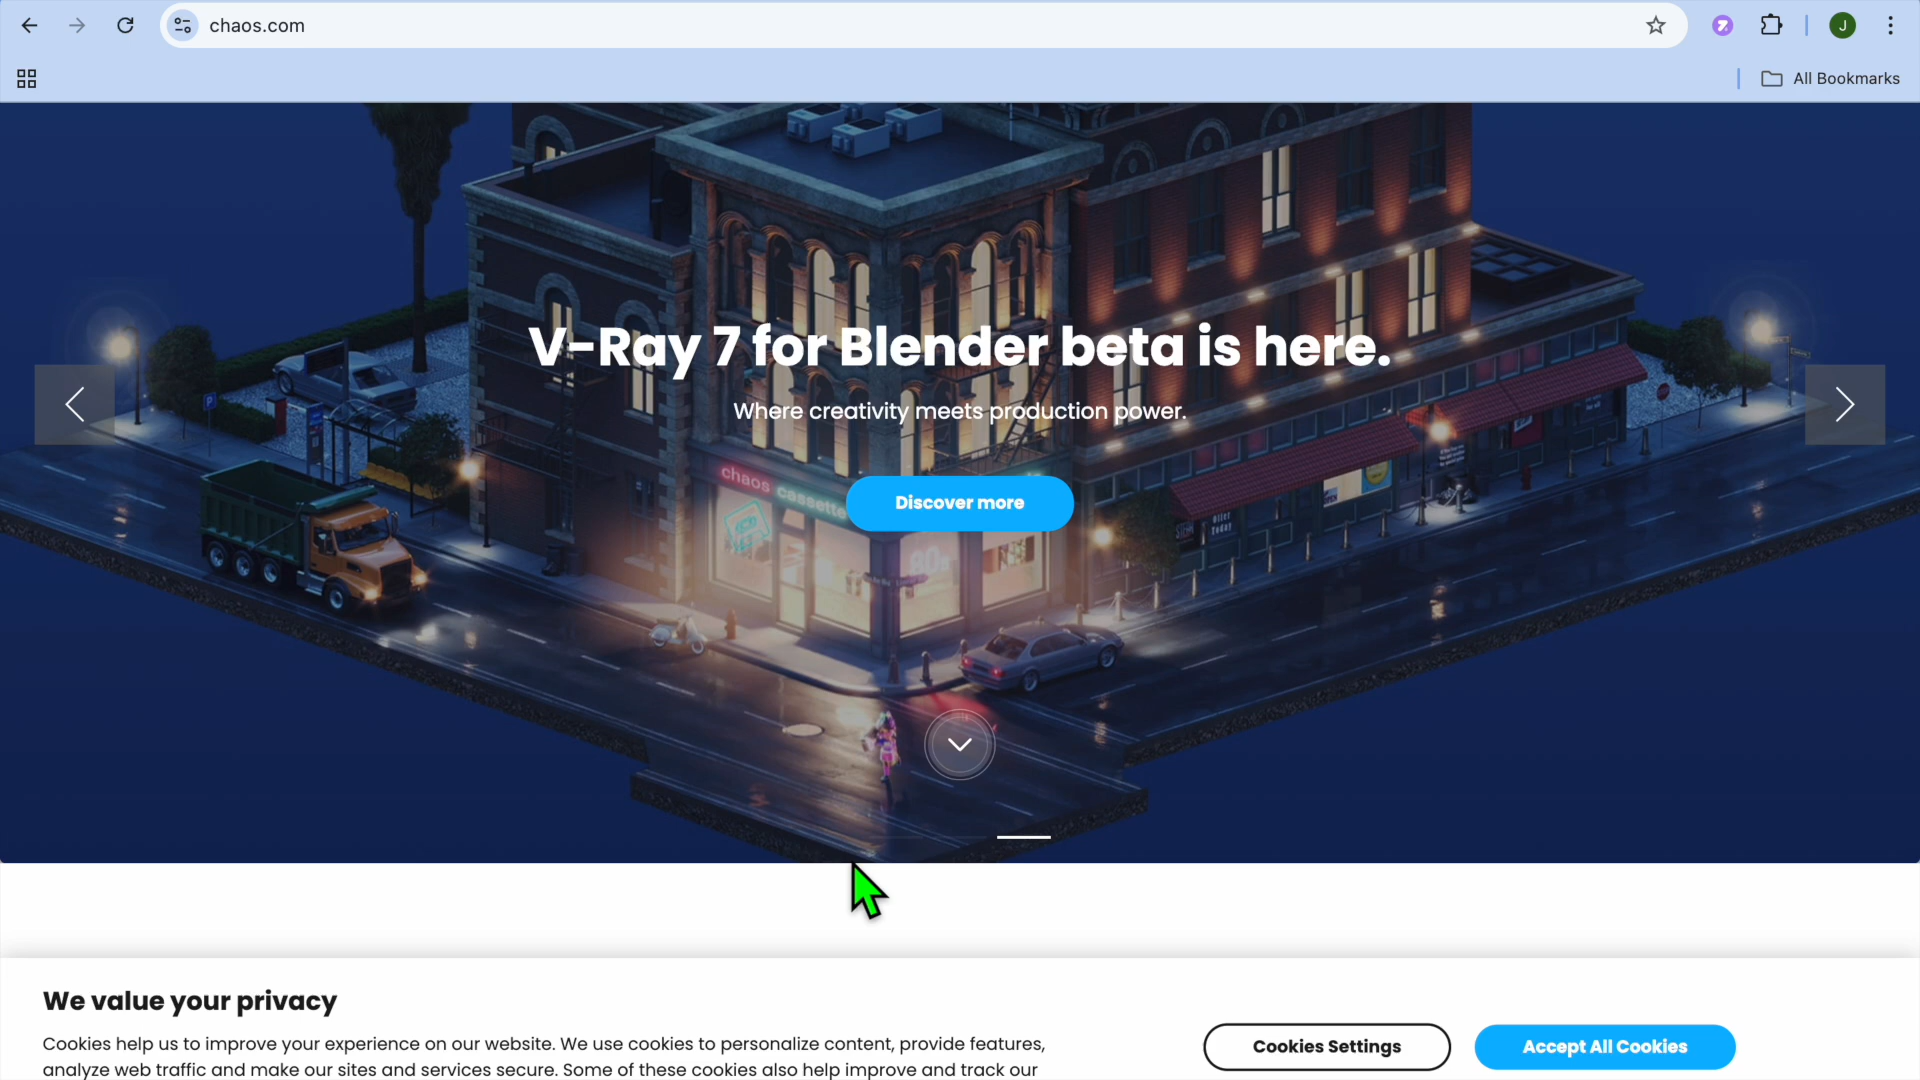 chaos.com
J
All Bookmarks
V-Ray 7 for Blender beta is here.
Where creativity meets production power.
chaos cassette
Discover more
80s
We value your privacy
Cookies help us to improve your experience on our website. We use cookies to personalize content, provide features,
analyze web traffic and make our sites and services secure. Some of these cookies also help improve and track our
Cookies Settings
Accept All Cookies